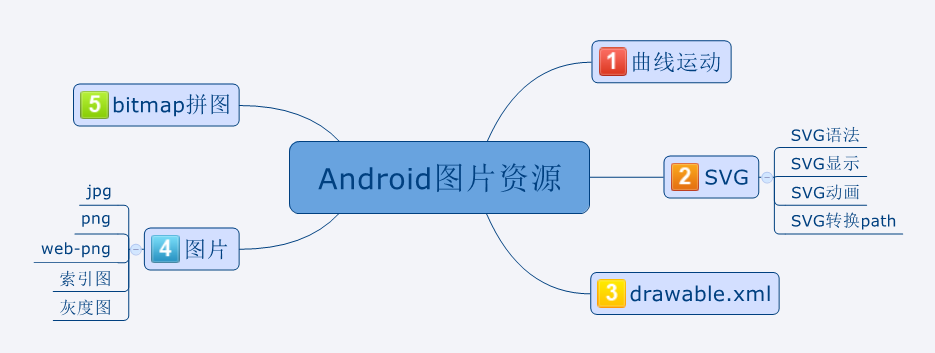 Android图片资源
1 曲线运动
2 SVG
SVG语法
SVG显示
SVG动画
SVG转换path
3 drawable.xml
4 图片
jpg
png
web-png
索引图
灰度图
5 bitmap拼图